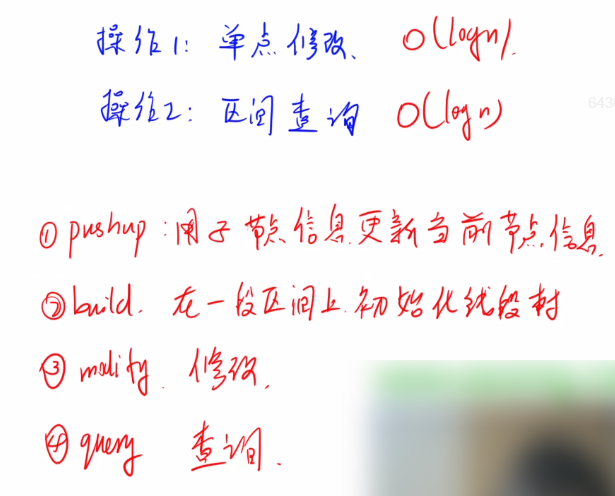 操作1: 单点修改、 O(logn).
操作2: 区间查询 O(logn)
643
① pushup: 用子节点信息更新当前节点信息.
② build. 在一段区间上初始化线段树
③ modify. 修改.
④ query 查询.